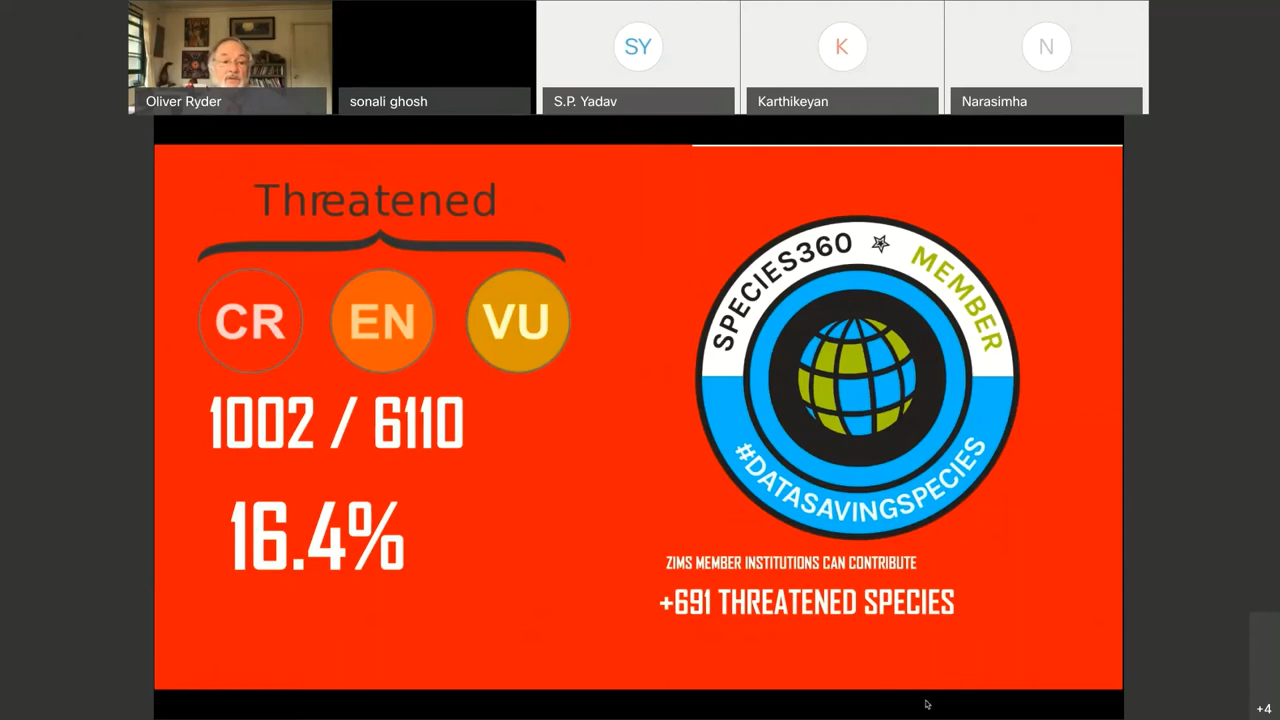 Oliver Ryder
sonali ghosh
SY
S.P. Yadav
K
Karthikeyan
N
Narasimha
Threatened
CR EN VU
1002 / 6110
16.4%
SPECIES360 MEMBER
#DATASAVINGSPECIES
ZIMS MEMBER INSTITUTIONS CAN CONTRIBUTE
+691 THREATENED SPECIES
+4